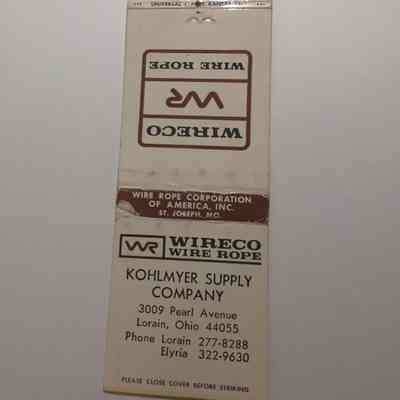 WIRE ROPE
WR
WIRECO
WIRE ROPE CORPORATION
OF AMERICA, INC.
ST. JOSEPH, MO.
WR WIRECO
WIRE ROPE
KOHLMYER SUPPLY
COMPANY
3009 Pearl Avenue
Lorain, Ohio 44055
Phone Lorain 277-8288
Elyria 322-9630
PLEASE CLOSE COVER BEFORE STRIKING